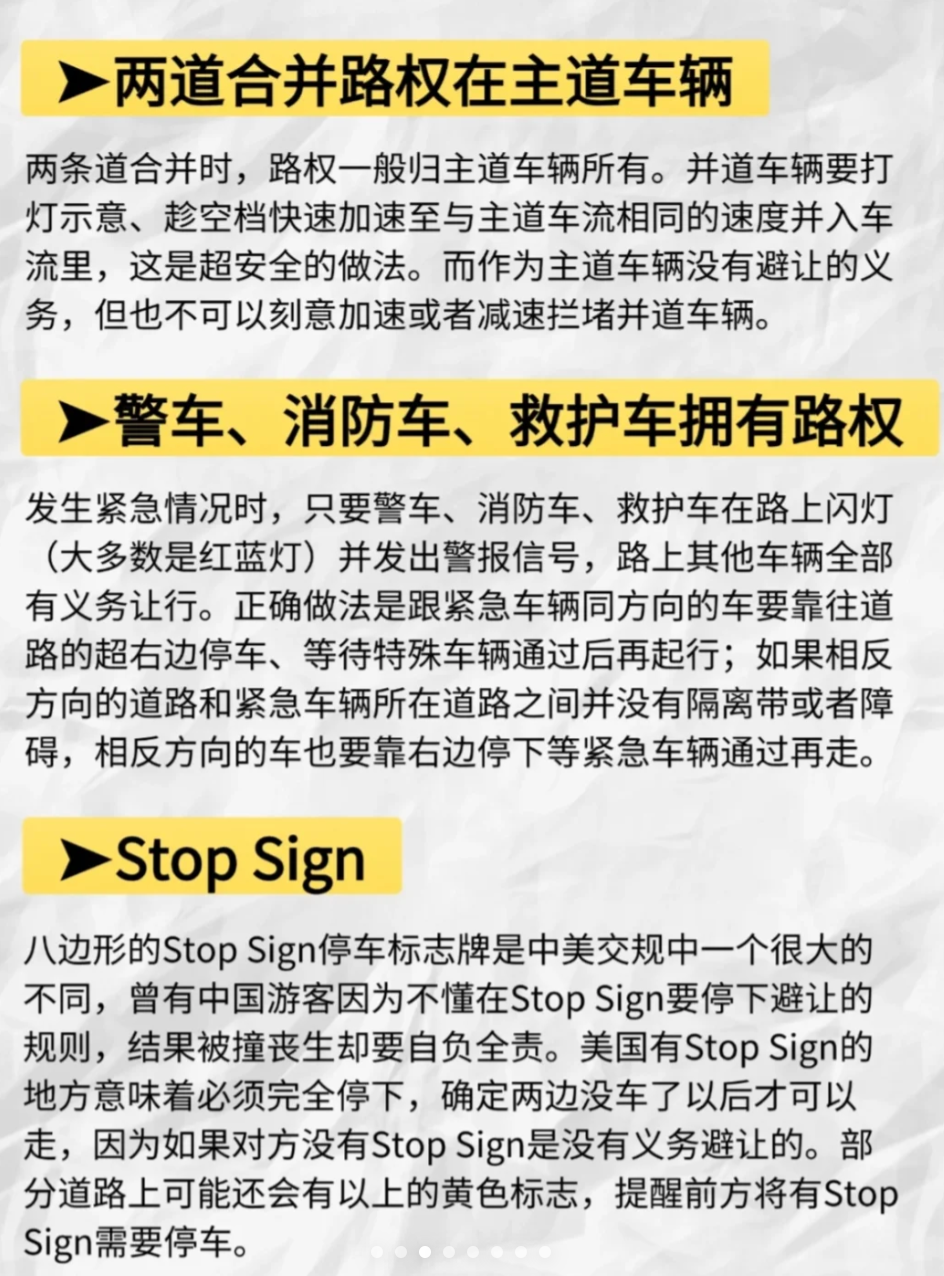 ➤两道合并路权在主道车辆
两条道合并时，路权一般归主道车辆所有。并道车辆要打
灯示意、趁空档快速加速至与主道车流相同的速度并入车
流里，这是超安全的做法。而作为主道车辆没有避让的义
务，但也不可以刻意加速或者减速拦堵并道车辆。
➤警车、消防车、救护车拥有路权
发生紧急情况时，只要警车、消防车、救护车在路上闪灯
（大多数是红蓝灯）并发出警报信号，路上其他车辆全部
有义务让行。正确做法是跟紧急车辆同方向的车要靠往道
路的超右边停车、等待特殊车辆通过后再起行；如果相反
方向的道路和紧急车辆所在道路之间并没有隔离带或者障
碍，相反方向的车也要靠右边停下等紧急车辆通过再走。
➤Stop Sign
八边形的Stop Sign停车标志牌是中美交规中一个很大的
不同，曾有中国游客因为不懂在Stop Sign要停下避让的
规则，结果被撞丧生却要自负全责。美国有Stop Sign的
地方意味着必须完全停下，确定两边没车了以后才可以
走，因为如果对方没有Stop Sign是没有义务避让的。部
分道路上可能还会有以上的黄色标志，提醒前方将有Stop
Sign需要停车。